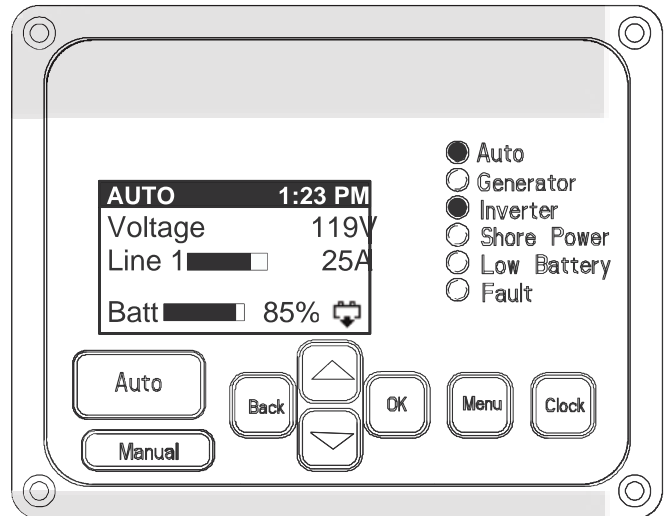 AUTO 1:23 PM
Voltage 119V
Line 1 25A
Batt 85%
Auto
Generator
Inverter
Shore Power
Low Battery
Fault
Auto
Manual
Back
OK
Menu
Clock